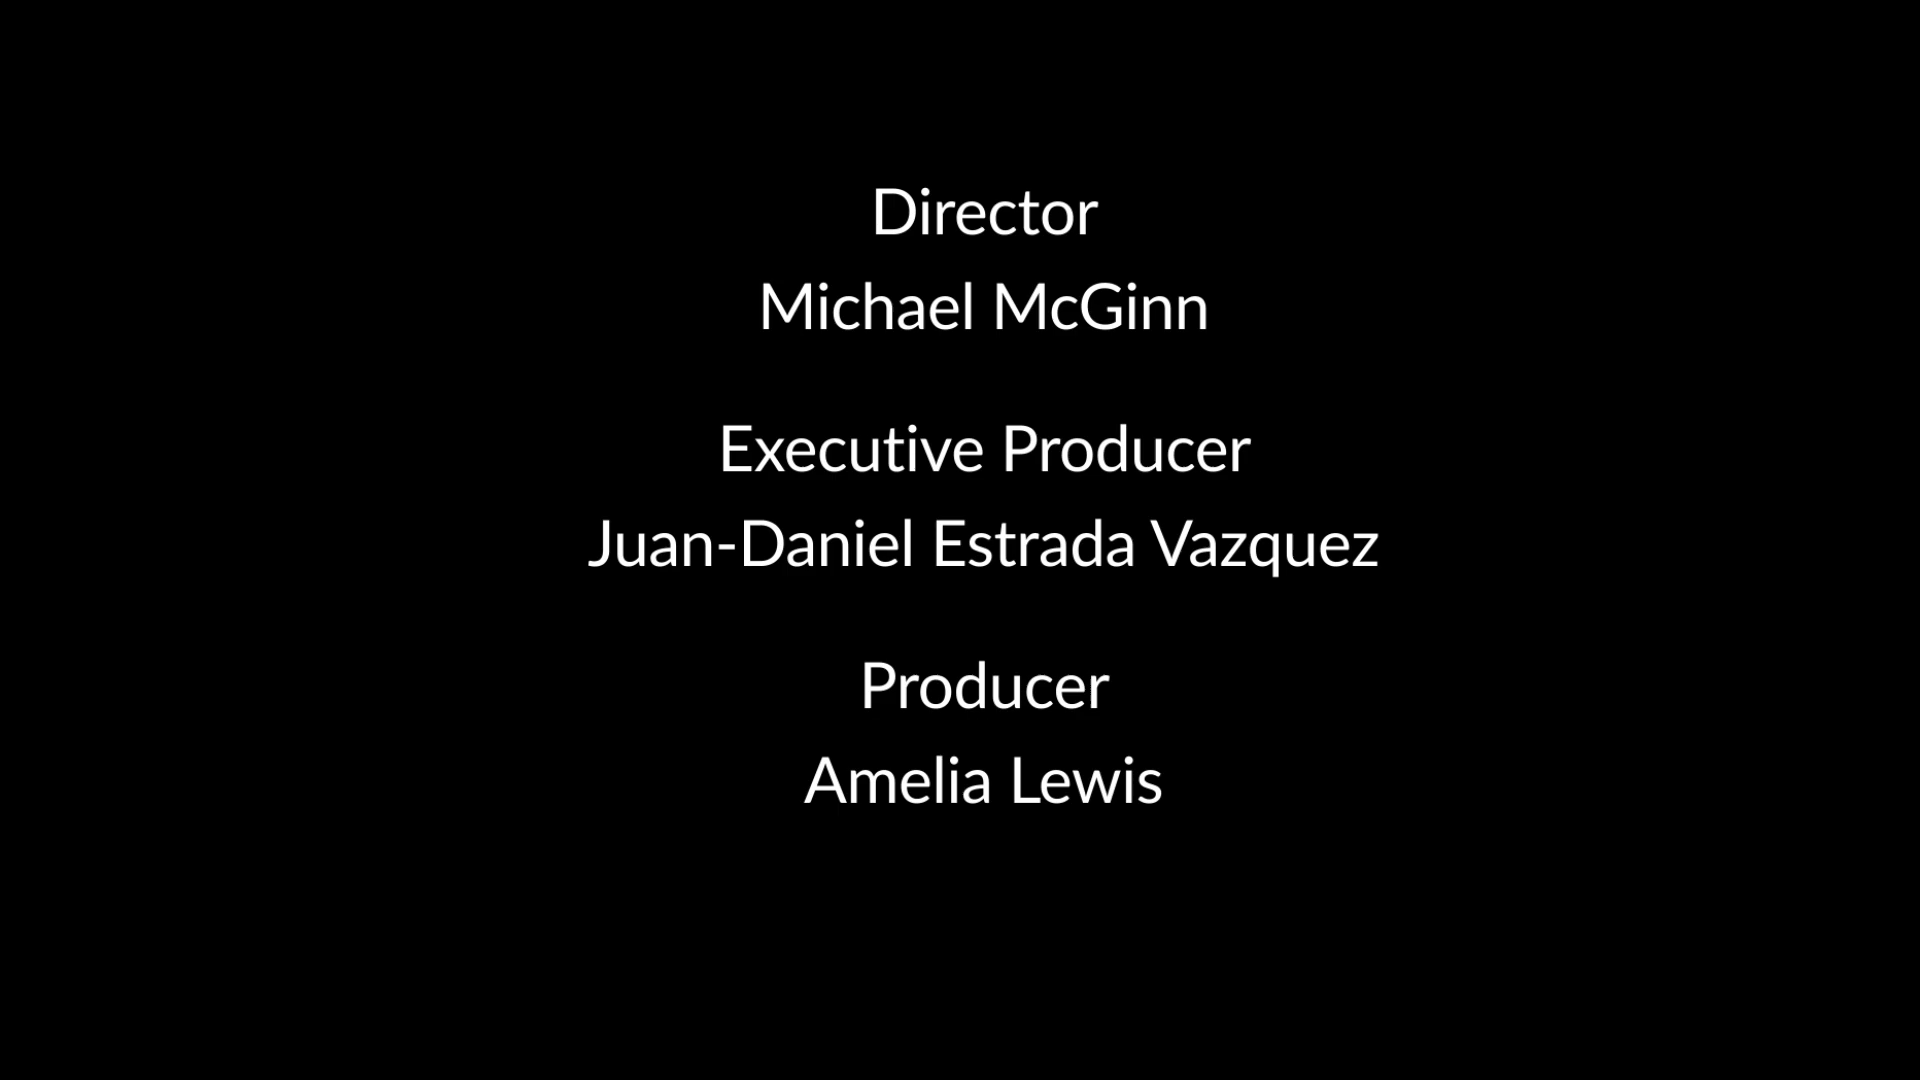 Director
Michael McGinn
Executive Producer
Juan-Daniel Estrada Vazquez
Producer
Amelia Lewis